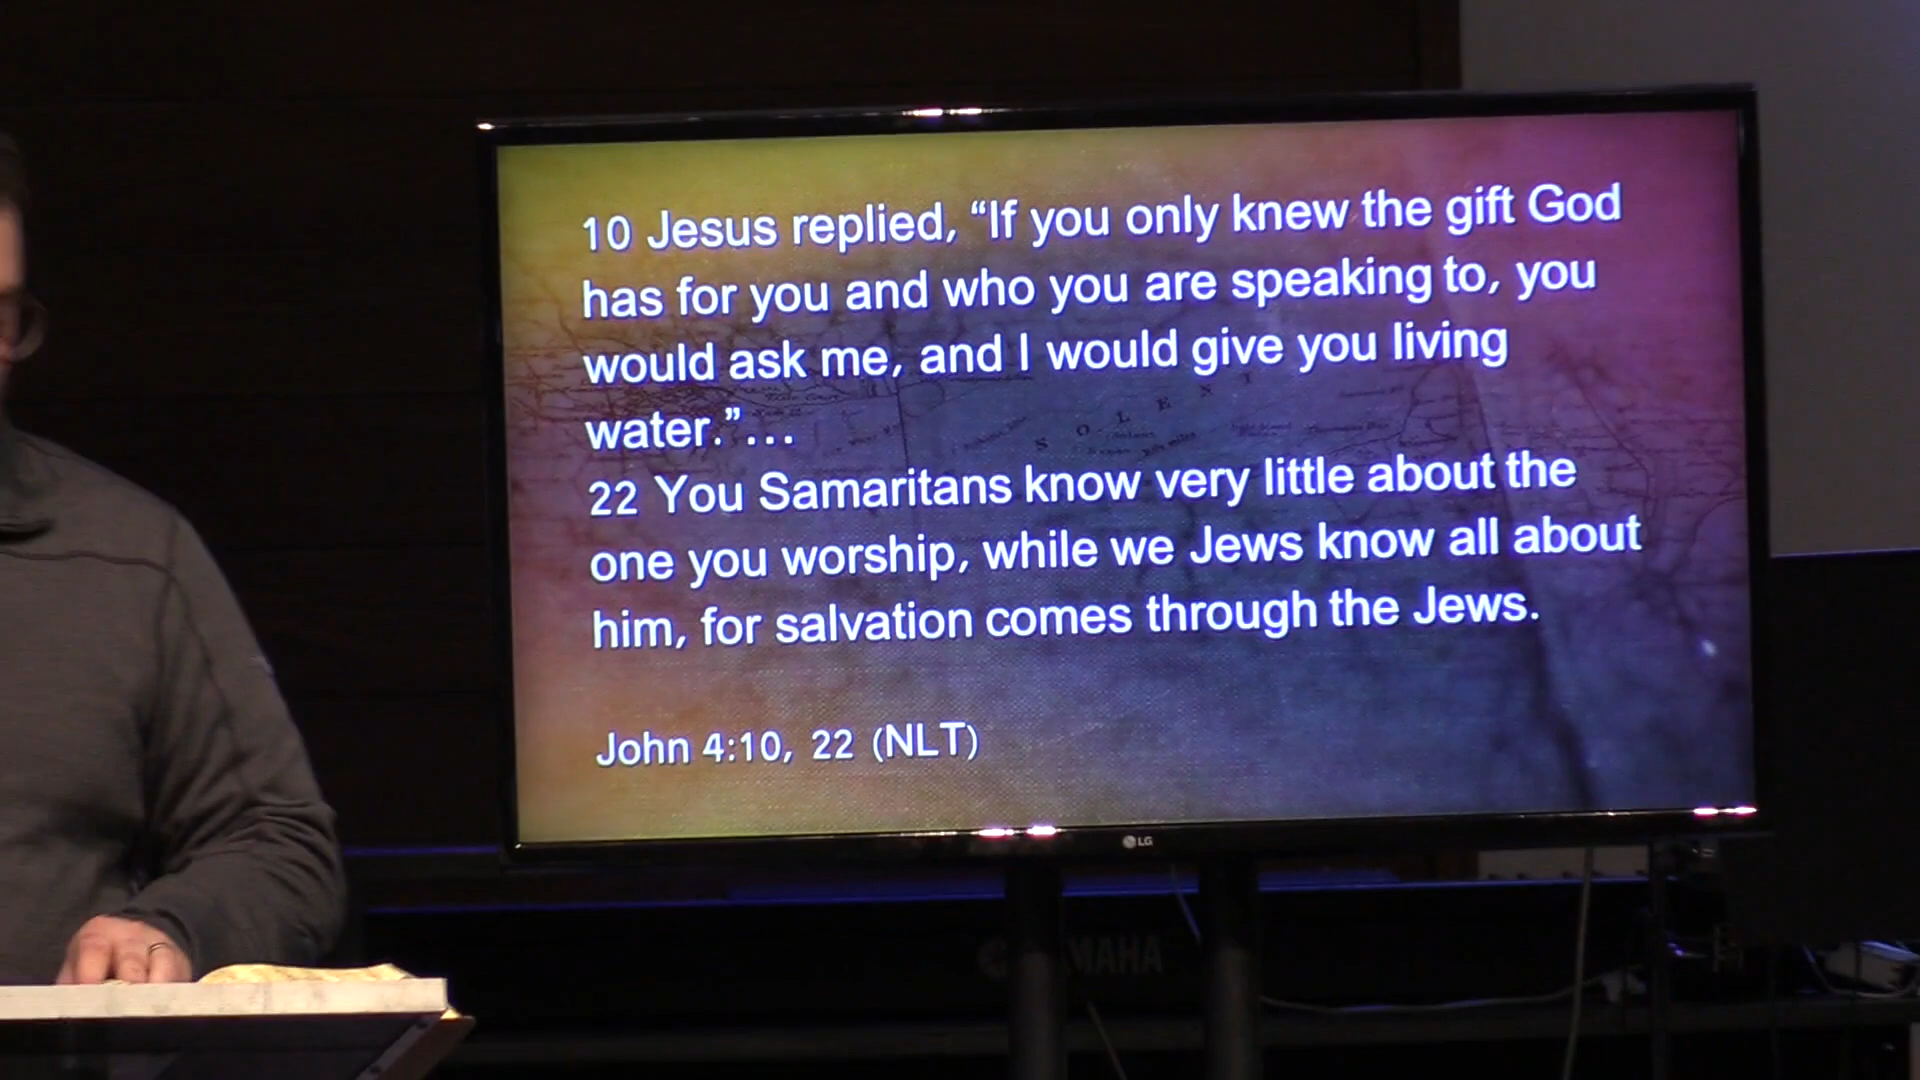 10 Jesus replied, “If you only knew the gift God
has for you and who you are speaking to, you
would ask me, and I would give you living
water.”…
22 You Samaritans know very little about the
one you worship, while we Jews know all about
him, for salvation comes through the Jews.
John 4:10, 22 (NLT)
LG
YAMAHA